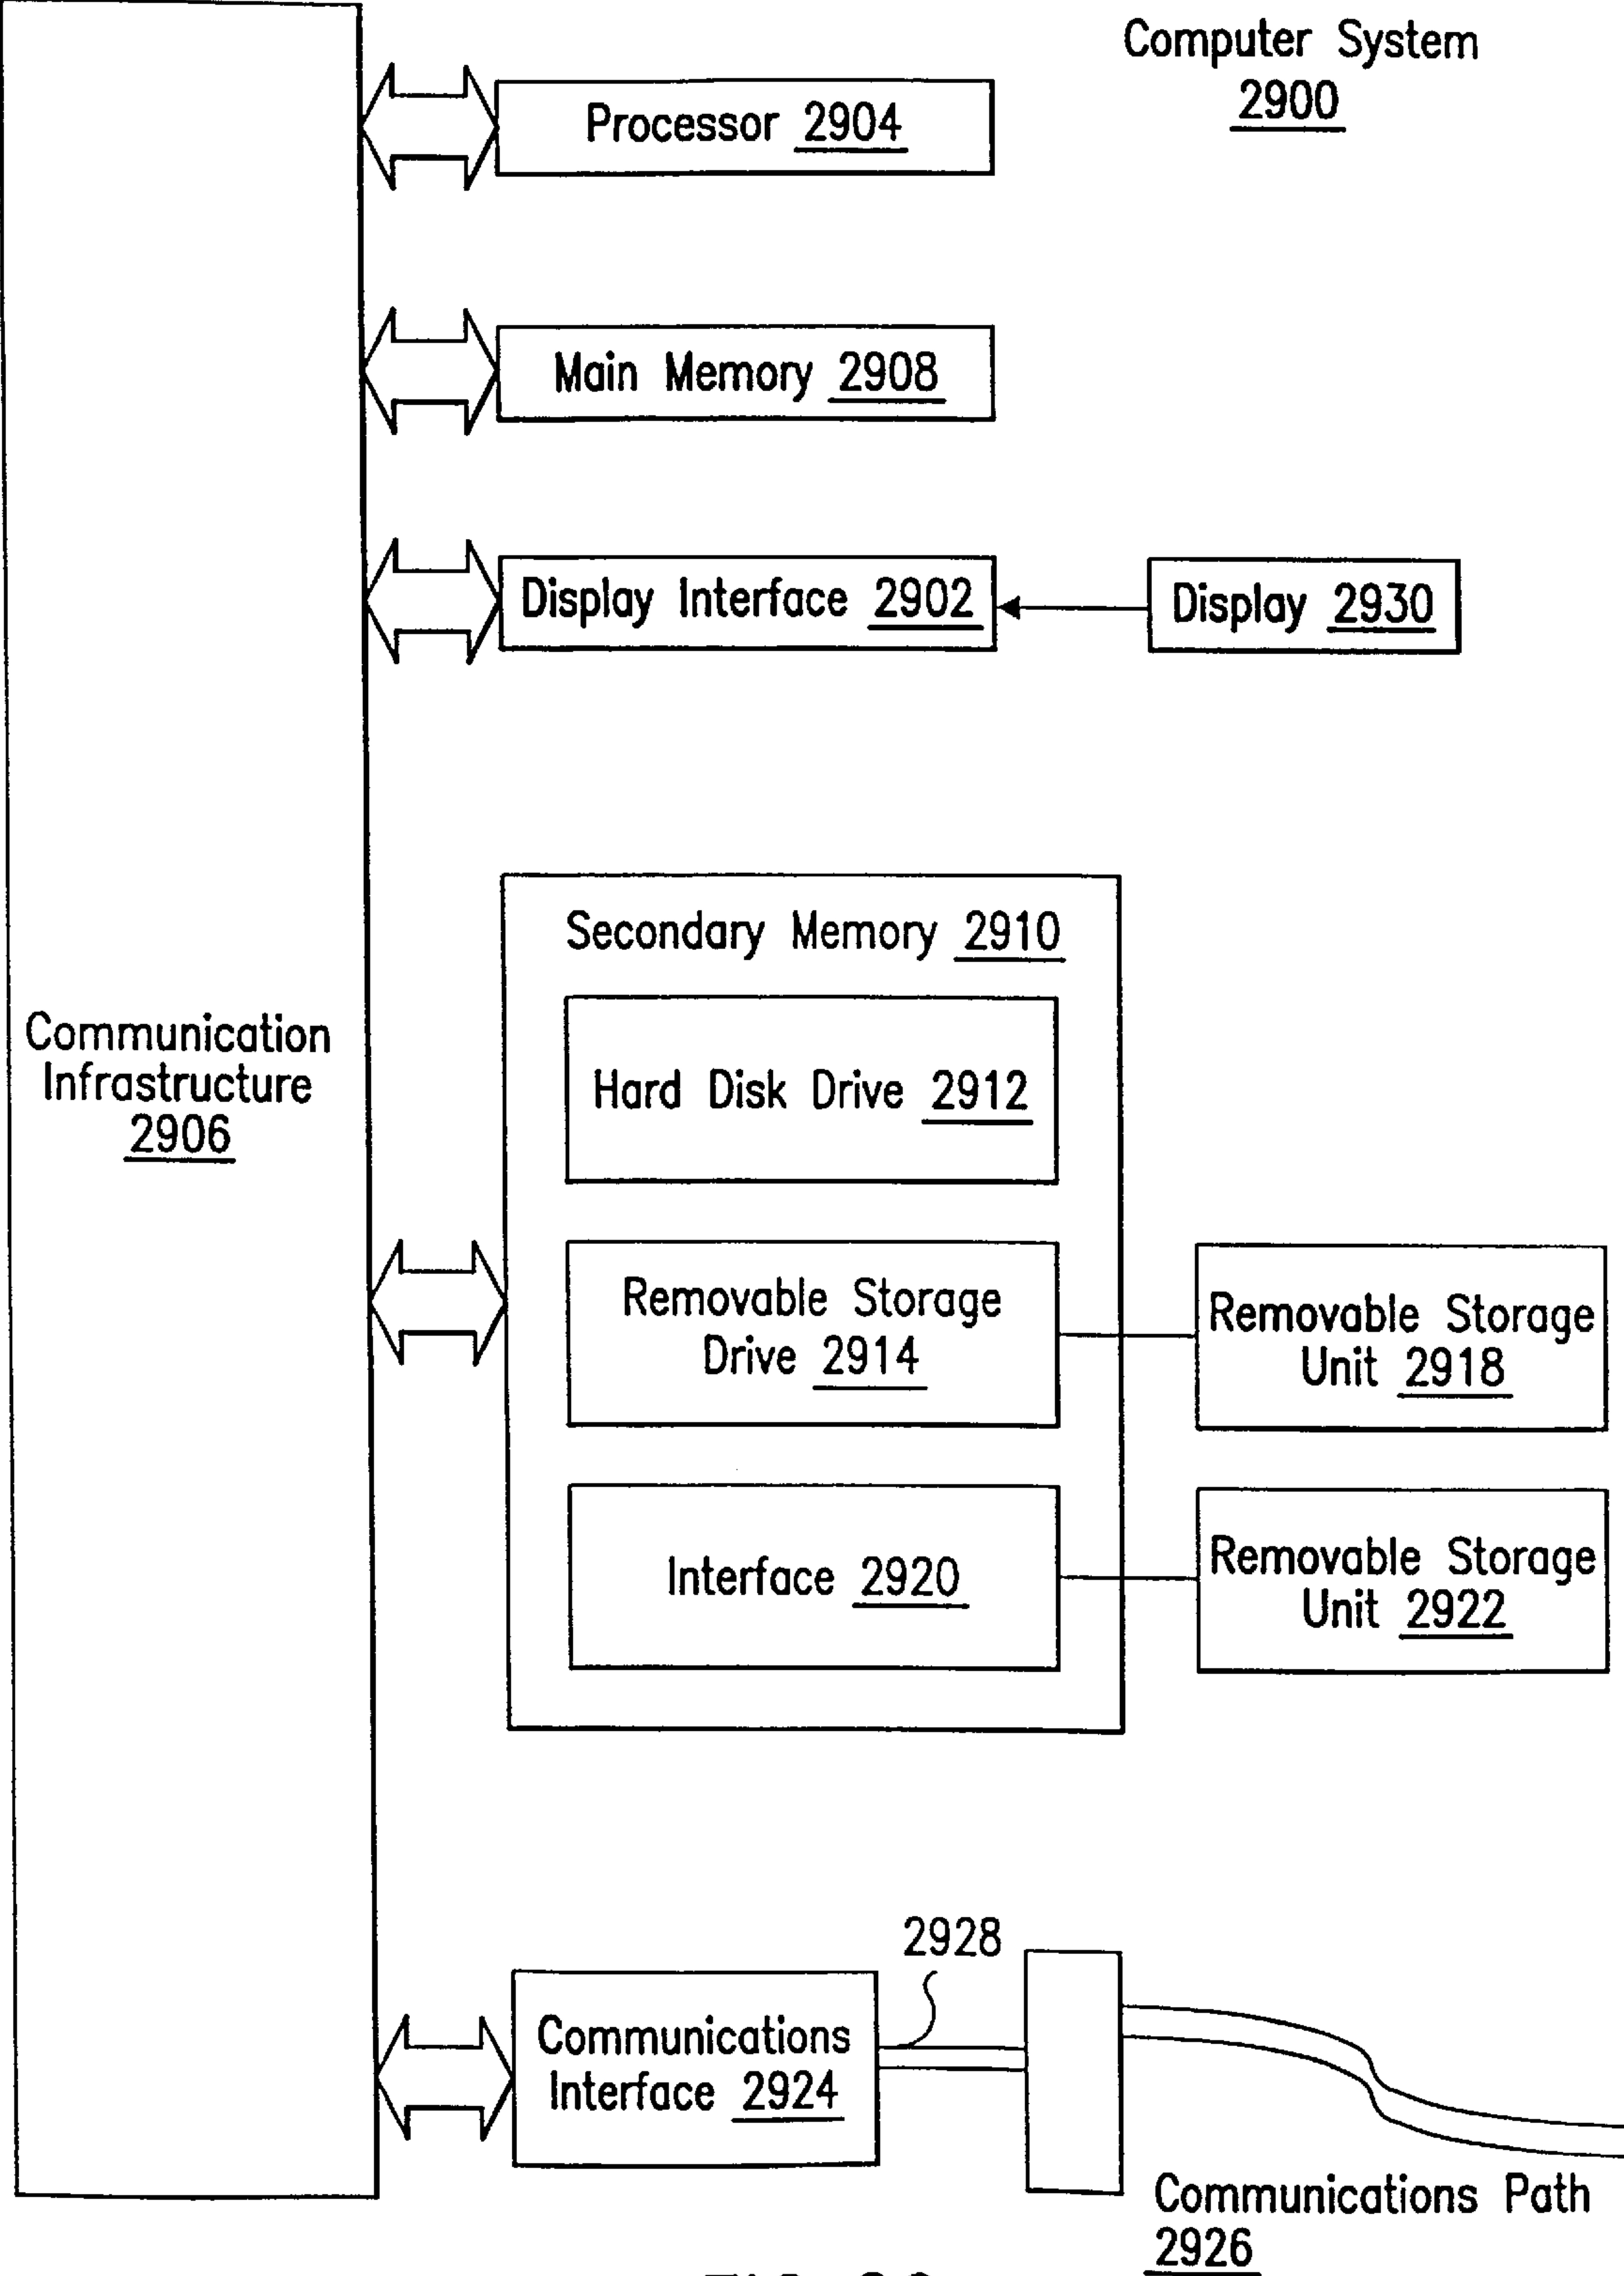 Computer System
2900
Processor 2904
Main Memory 2908
Display Interface 2902
Display 2930
Secondary Memory 2910
Hard Disk Drive 2912
Communication
Infrastructure
2906
Removable Storage
Drive 2914
Removable Storage
Unit 2918
Interface 2920
Removable Storage
Unit 2922
2928
Communications
Interface 2924
Communications Path
2926